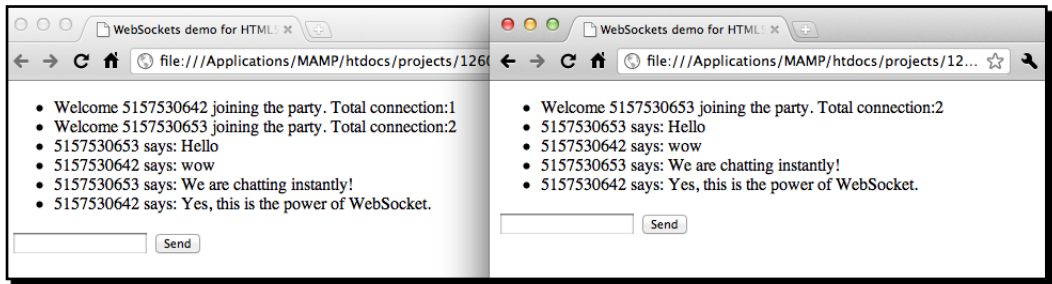 WebSockets demo for HTML5
file:///Applications/MAMP/htdocs/projects/1260
Welcome 5157530642 joining the party. Total connection:1
Welcome 5157530653 joining the party. Total connection:2
5157530653 says: Hello
5157530642 says: wow
5157530653 says: We are chatting instantly!
5157530642 says: Yes, this is the power of WebSocket.
Send
WebSockets demo for HTML5
file:///Applications/MAMP/htdocs/projects/12...
Welcome 5157530653 joining the party. Total connection:2
5157530653 says: Hello
5157530642 says: wow
5157530653 says: We are chatting instantly!
5157530642 says: Yes, this is the power of WebSocket.
Send